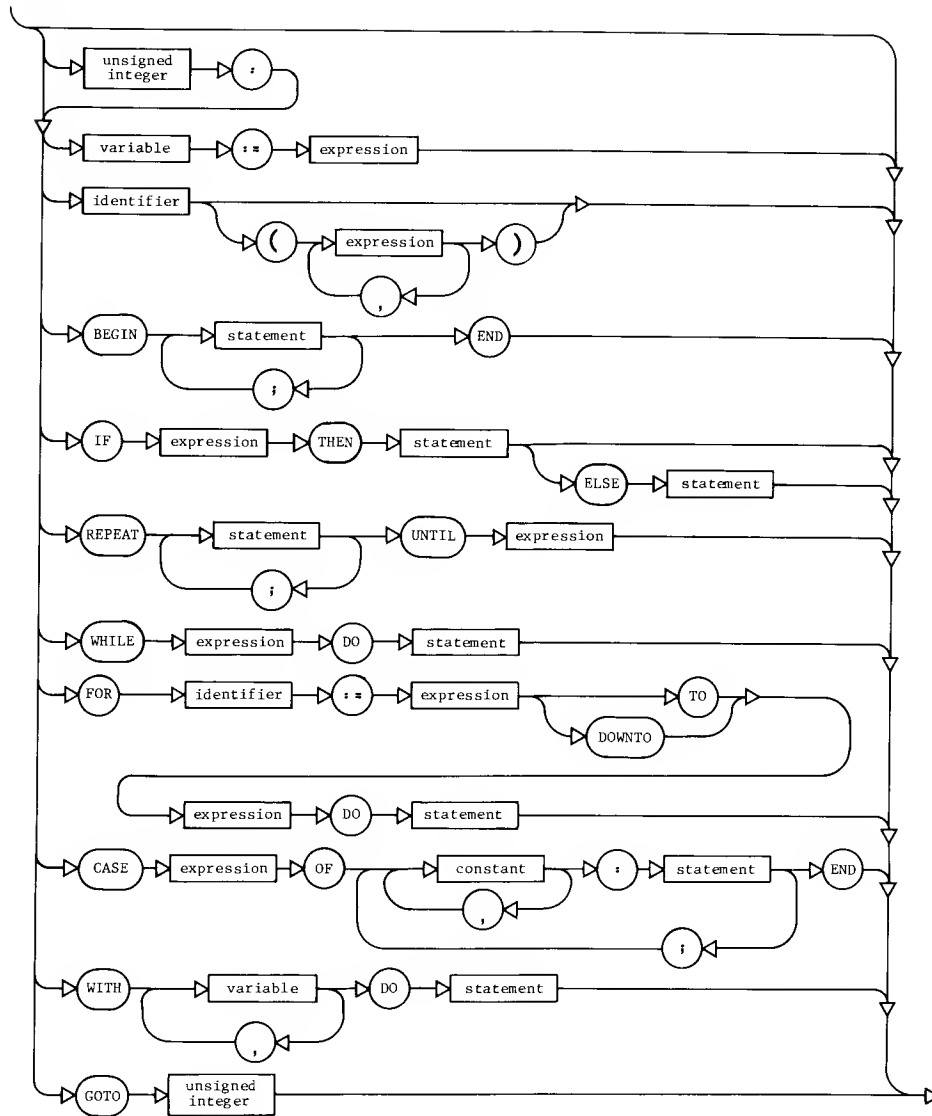 unsigned
integer :
variable := expression
identifier
( expression )
,
BEGIN statement END
;
IF expression THEN statement
ELSE statement
REPEAT statement UNTIL expression
;
WHILE expression DO statement
FOR identifier := expression TO
DOWNTO
expression DO statement
CASE expression OF constant : statement END
,
;
WITH variable DO statement
,
GOTO unsigned
integer